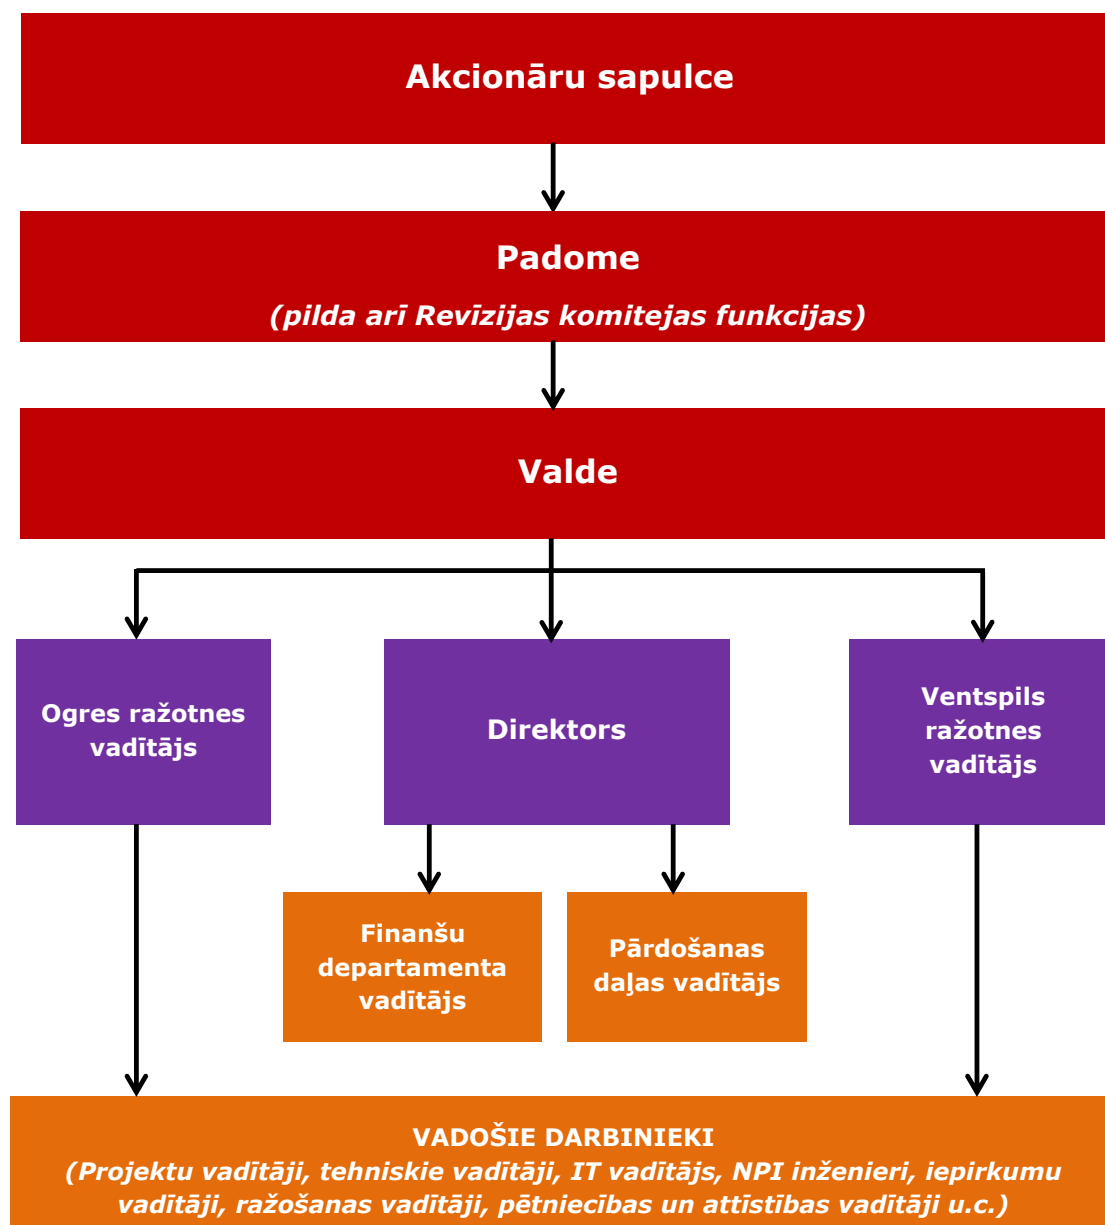 Akcionāru sapulce
Padome
(pilda arī Revīzijas komitejas funkcijas)
Valde
Ogres ražotnes
vadītājs
Direktors
Ventspils
ražotnes
vadītājs
Finanšu
departamenta
vadītājs
Pārdošanas
daļas vadītājs
VADOŠIE DARBINIEKI
(Projektu vadītāji, tehniskie vadītāji, IT vadītājs, NPI inženieri, iepirkumu
vadītāji, ražošanas vadītāji, pētniecības un attīstības vadītāji u.c.)